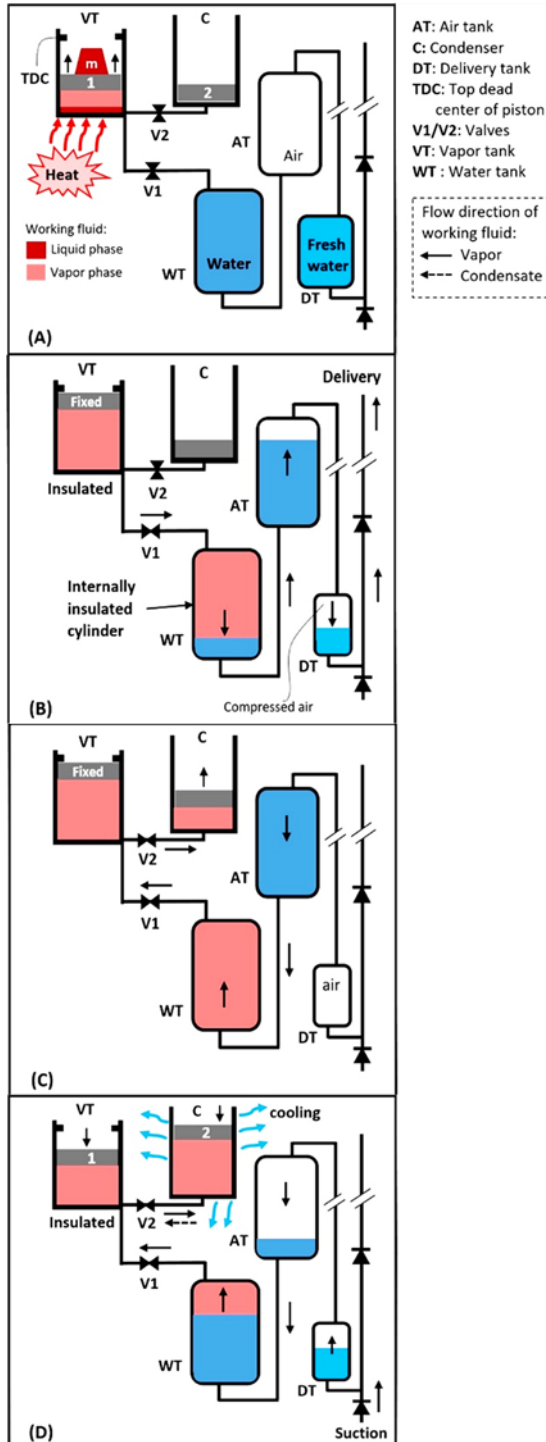 VT
C
TDC
m
1
2
V2
AT
Air
Heat
V1
Working fluid:
Liquid phase
Vapor phase
Water
WT
Fresh
water
DT
(A)
AT: Air tank
C: Condenser
DT: Delivery tank
TDC: Top dead
center of piston
V1/V2: Valves
VT: Vapor tank
WT : Water tank
Flow direction of
working fluid:
Vapor
Condensate
VT
C
Delivery
Fixed
Insulated
V2
AT
V1
Internally
insulated
cylinder
WT
DT
Compressed air
(B)
VT
C
Fixed
V2
AT
V1
WT
air
DT
(C)
VT
C
cooling
1
2
Insulated
V2
AT
V1
WT
DT
Suction
(D)